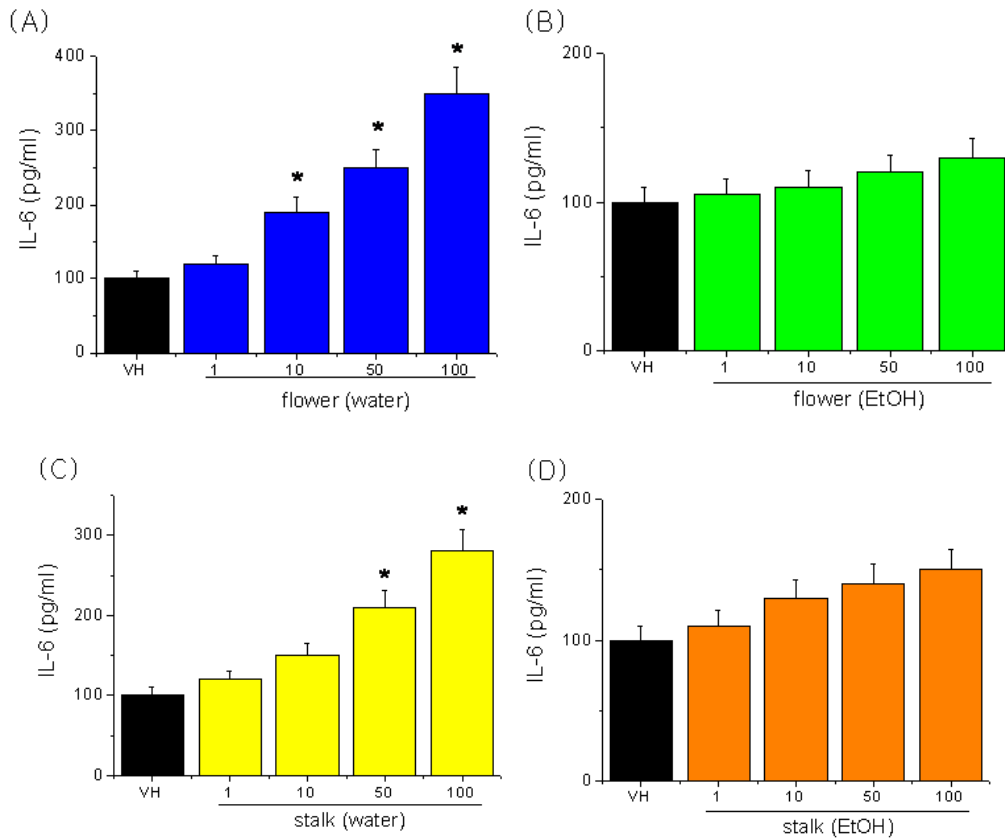 (A)
400
300
200
100
0
IL-6 (pg/ml)
*
*
*
VH 1 10 50 100
flower (water)
(B)
200
100
0
IL-6 (pg/ml)
VH 1 10 50 100
flower (EtOH)
(C)
300
200
100
0
IL-6 (pg/ml)
*
*
VH 1 10 50 100
stalk (water)
(D)
200
100
0
IL-6 (pg/ml)
VH 1 10 50 100
stalk (EtOH)